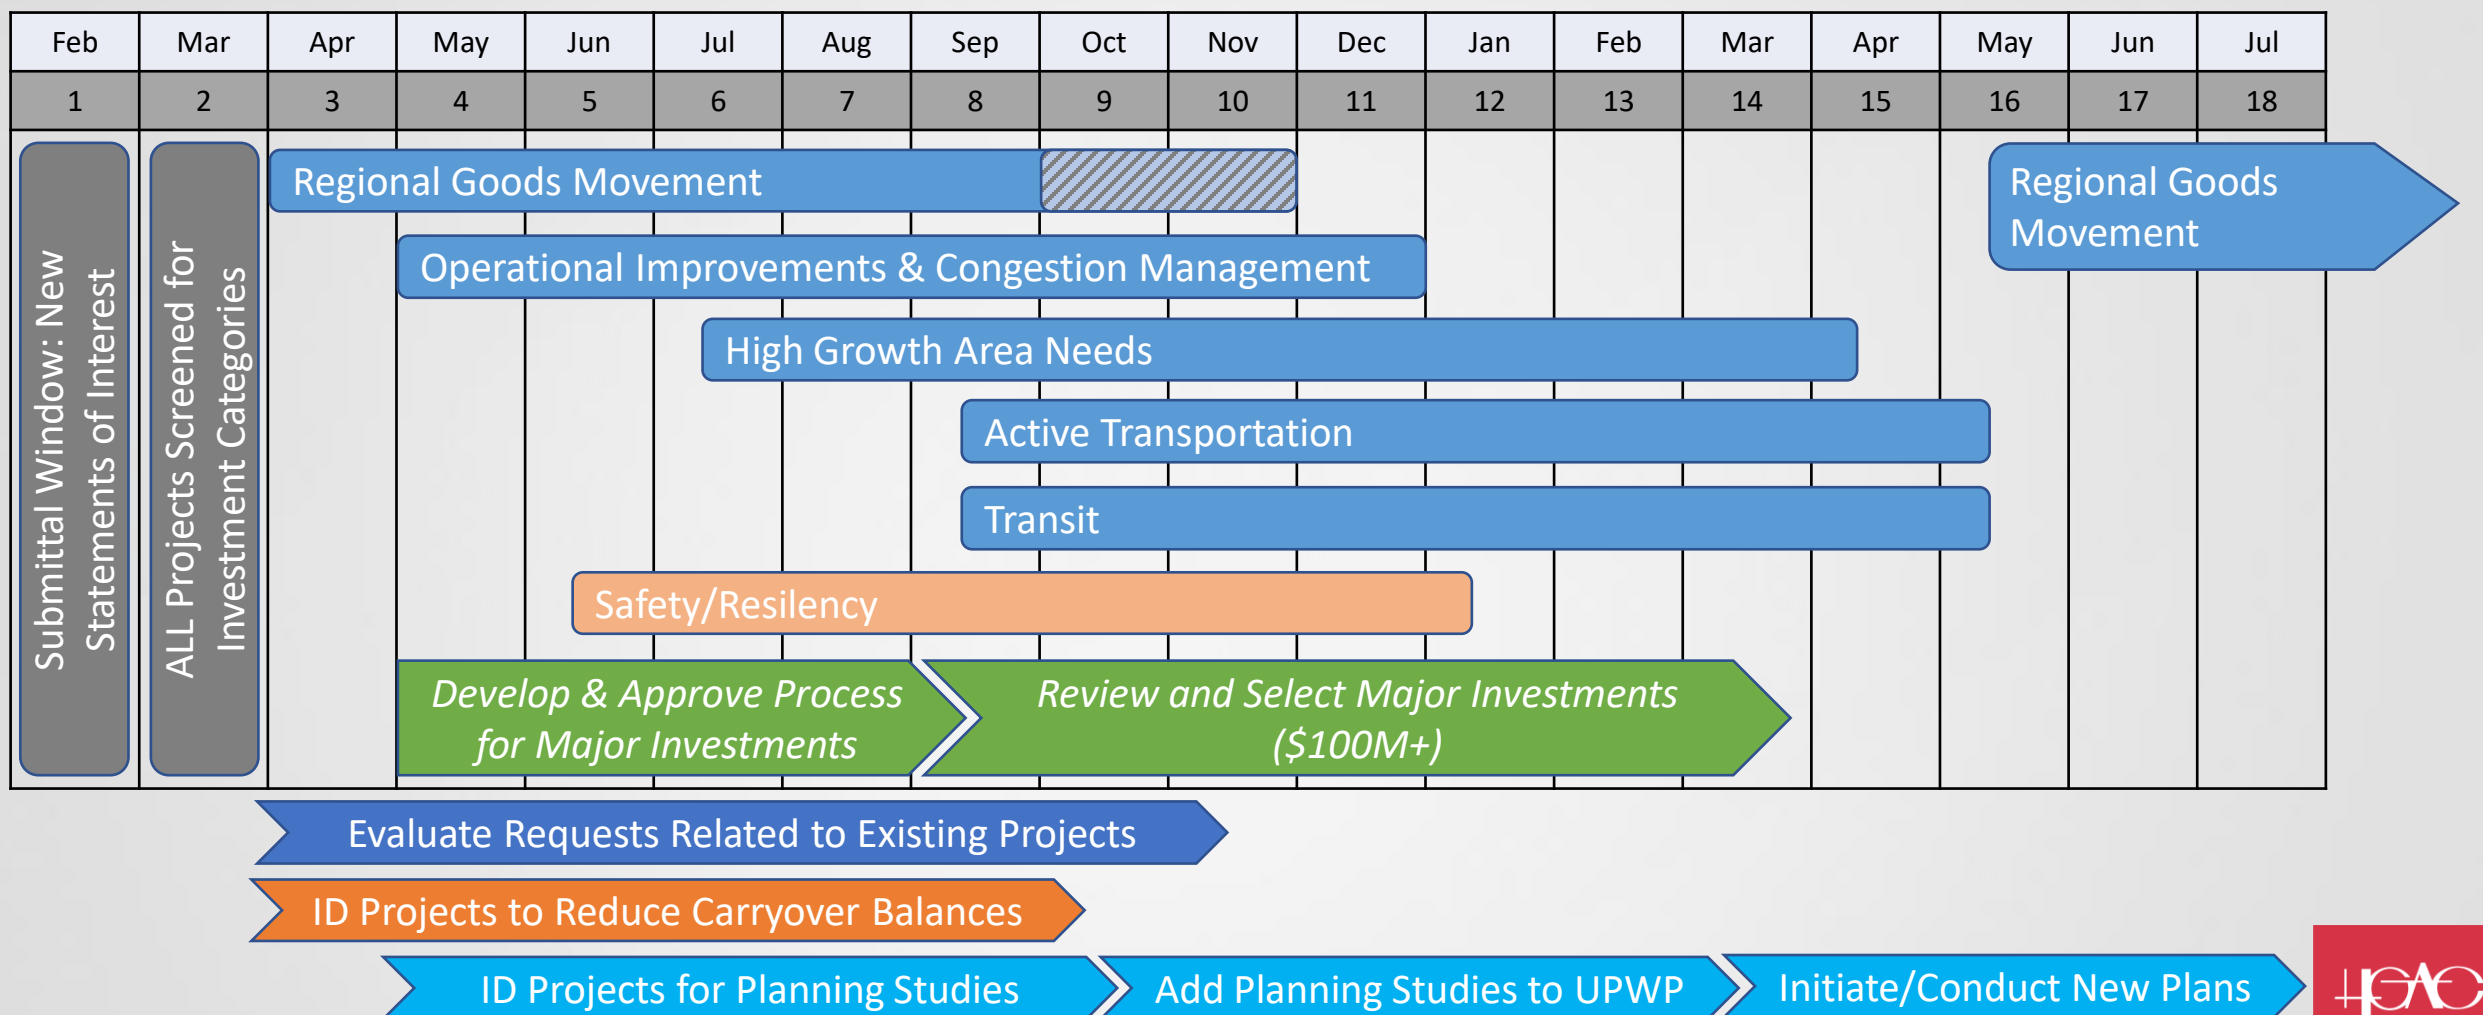 Feb Mar Apr May Jun Jul Aug Sep Oct Nov Dec Jan Feb Mar Apr May Jun Jul
1 2 3 4 5 6 7 8 9 10 11 12 13 14 15 16 17 18
Submittal Window: New
Statements of Interest
ALL Projects Screened for
Investment Categories
Regional Goods Movement
Regional Goods
Movement
Operational Improvements & Congestion Management
High Growth Area Needs
Active Transportation
Transit
Safety/Resilency
Develop & Approve Process
for Major Investments
Review and Select Major Investments
($100M+)
Evaluate Requests Related to Existing Projects
ID Projects to Reduce Carryover Balances
ID Projects for Planning Studies
Add Planning Studies to UPWP
Initiate/Conduct New Plans